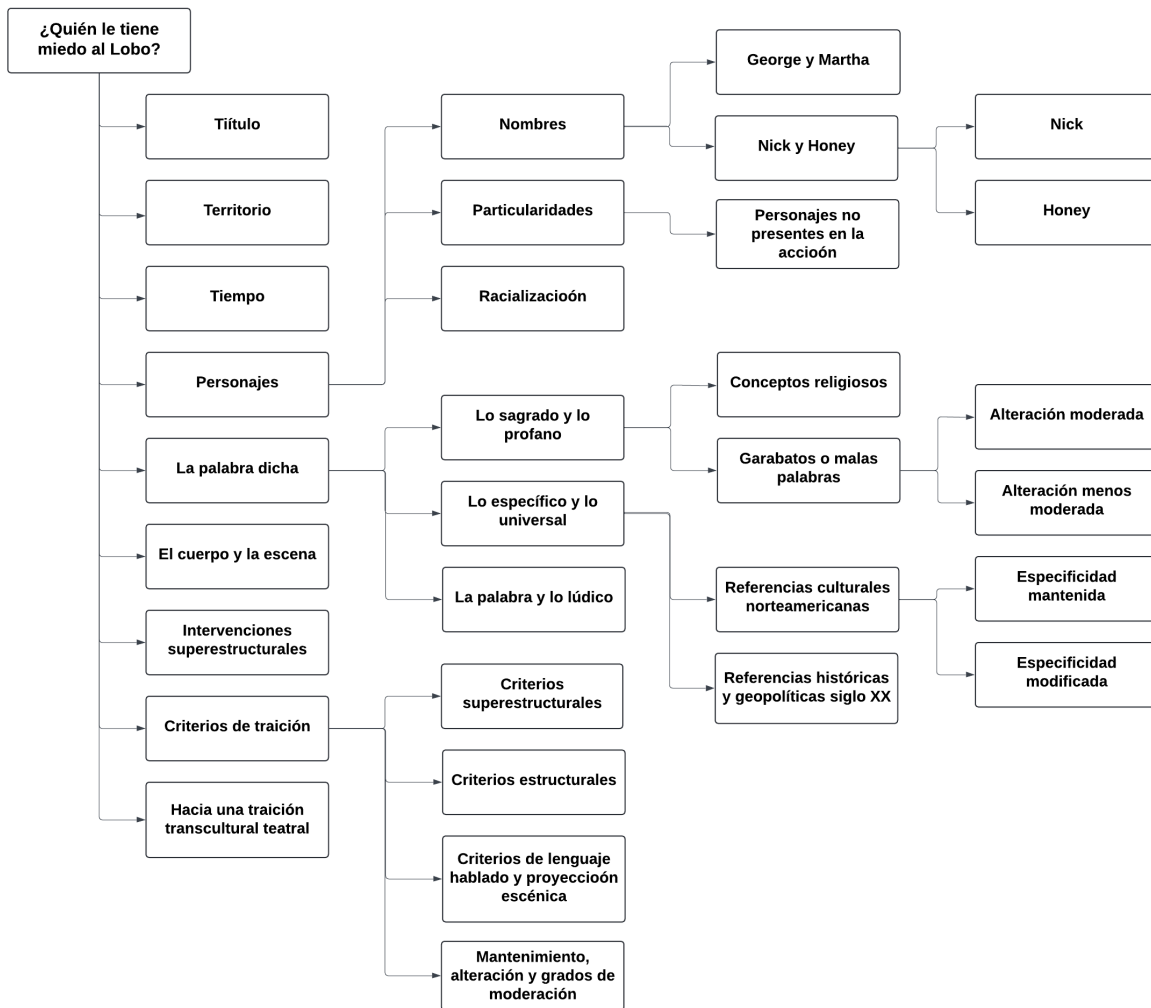 ¿Quién le tiene
miedo al Lobo?
Tiítulo
Territorio
Tiempo
Personajes
La palabra dicha
El cuerpo y la escena
Intervenciones
superestructurales
Criterios de traición
Hacia una traición
transcultural teatral
Nombres
Particularidades
Racializacioón
Lo sagrado y lo
profano
Lo específico y lo
universal
La palabra y lo lúdico
Criterios
superestructurales
Criterios estructurales
Criterios de lenguaje
hablado y proyeccioón
escénica
Mantenimiento,
alteración y grados de
moderación
George y Martha
Nick y Honey
Personajes no
presentes en la
accioón
Conceptos religiosos
Garabatos o malas
palabras
Referencias culturales
norteamericanas
Referencias históricas
y geopolíticas siglo XX
Nick
Honey
Alteración moderada
Alteración menos
moderada
Especificidad
mantenida
Especificidad
modificada